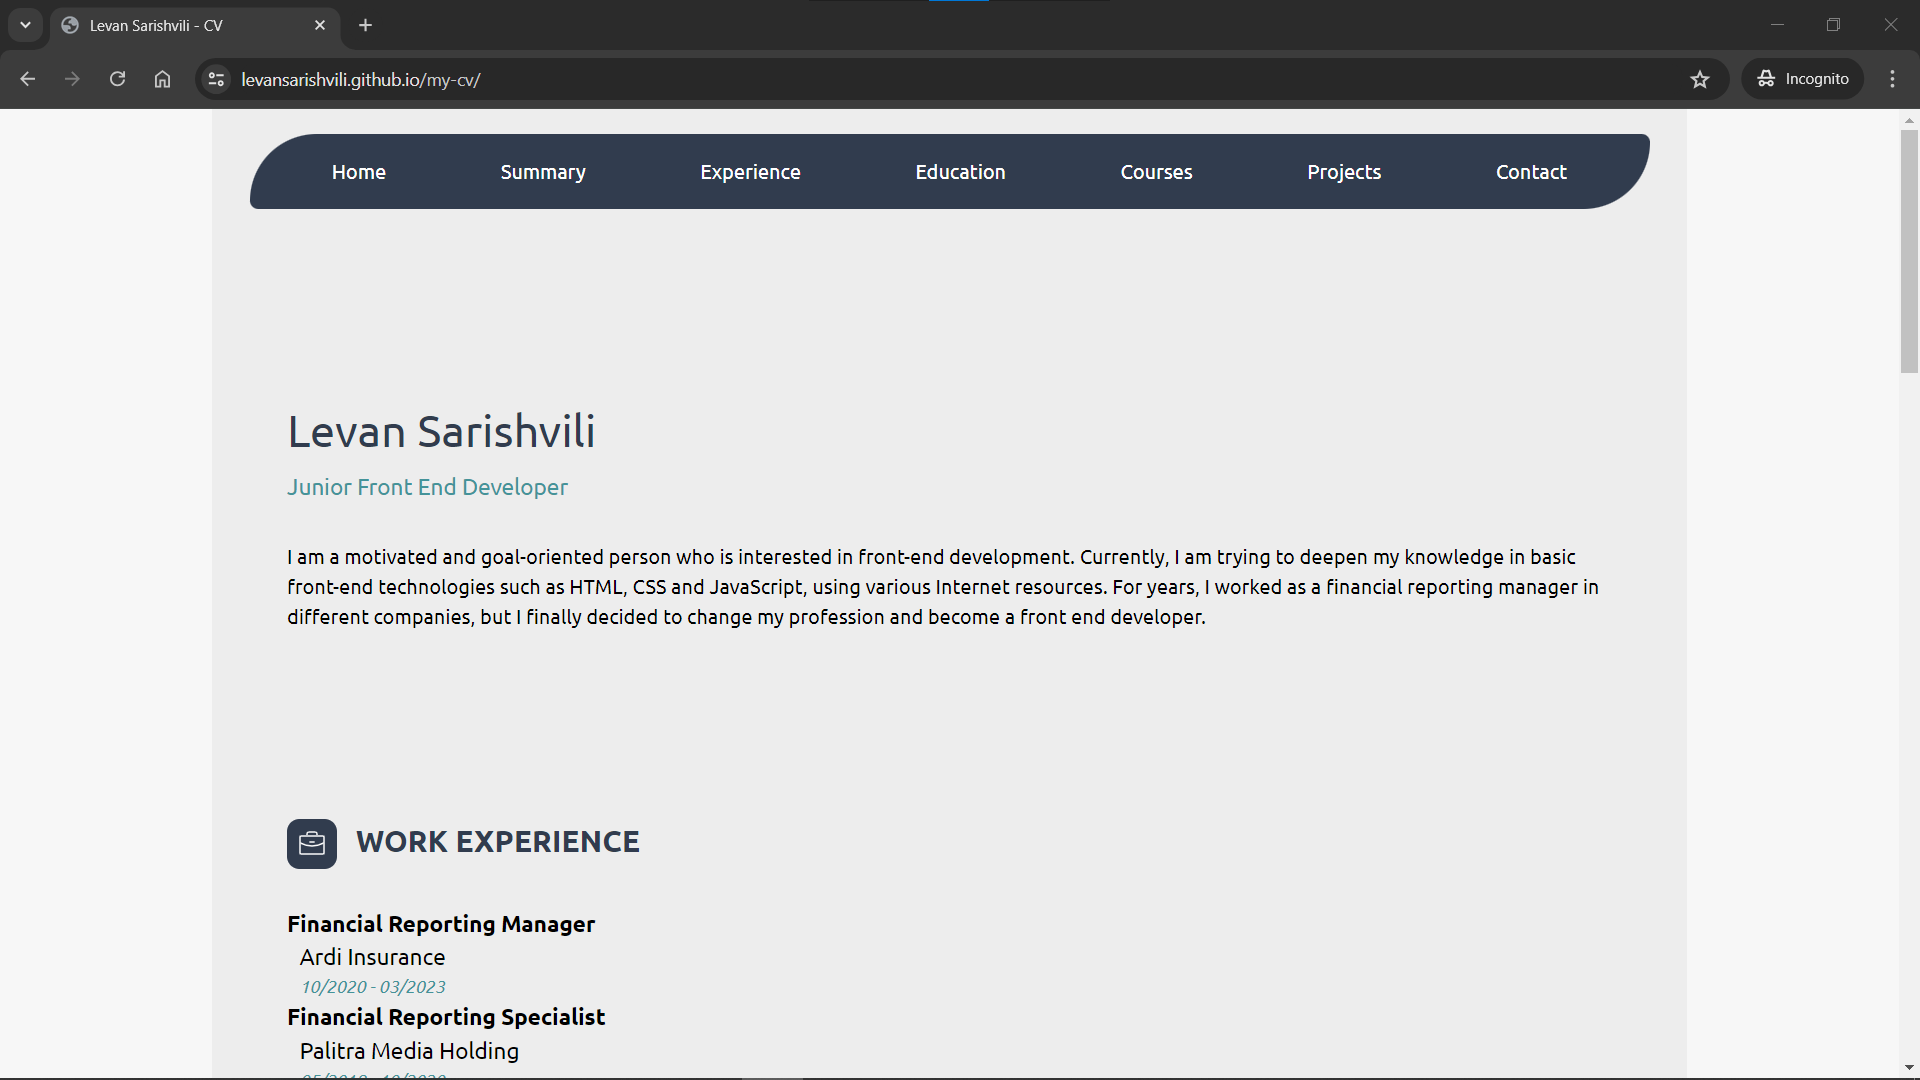 Levan Sarishvili - CV
levansarishvili.github.io/my-cv/
Incognito
Home Summary Experience Education Courses Projects Contact
Levan Sarishvili
Junior Front End Developer
I am a motivated and goal-oriented person who is interested in front-end development. Currently, I am trying to deepen my knowledge in basic
front-end technologies such as HTML, CSS and JavaScript, using various Internet resources. For years, I worked as a financial reporting manager in
different companies, but I finally decided to change my profession and become a front end developer.
WORK EXPERIENCE
Financial Reporting Manager
Ardi Insurance
10/2020 - 03/2023
Financial Reporting Specialist
Palitra Media Holding